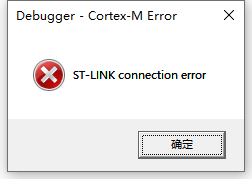 Debugger - Cortex-M Error
ST-LINK connection error
确定